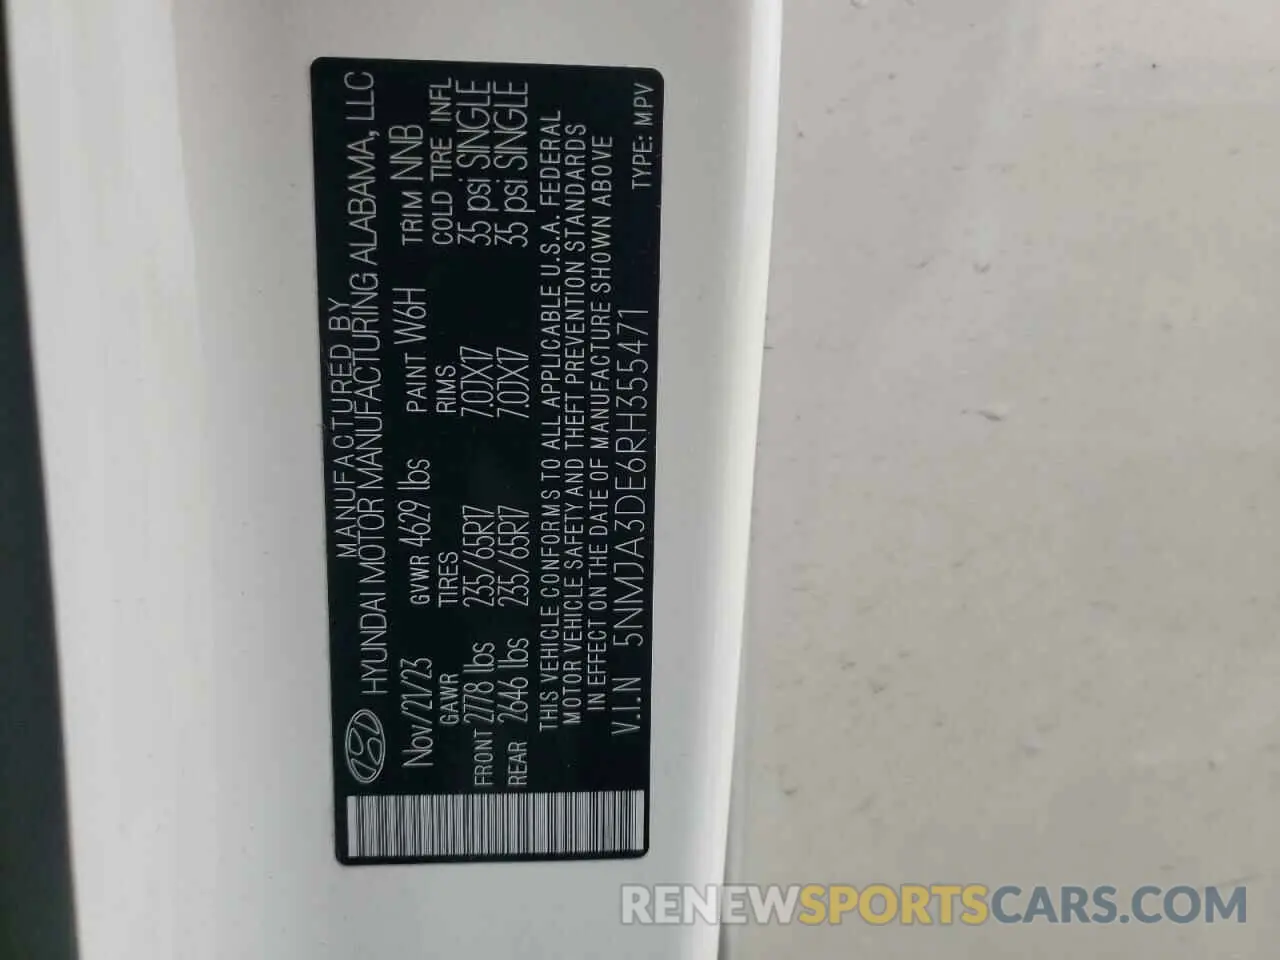 MANUFACTURED BY
HYUNDAI MOTOR MANUFACTURING ALABAMA, LLC
Nov/21/23 GVWR 4629 lbs PAINT W6H TRIM NNB
GAWR TIRES RIMS COLD TIRE INFL
FRONT 2778 lbs 235/65R17 7.0JX17 35 psi SINGLE
REAR 2646 lbs 235/65R17 7.0JX17 35 psi SINGLE
THIS VEHICLE CONFORMS TO ALL APPLICABLE U.S.A. FEDERAL
MOTOR VEHICLE SAFETY AND THEFT PREVENTION STANDARDS
IN EFFECT ON THE DATE OF MANUFACTURE SHOWN ABOVE
V.I.N 5NMJA3DE6RH355471 TYPE: MPV
RENEWSPORTSCARS.COM